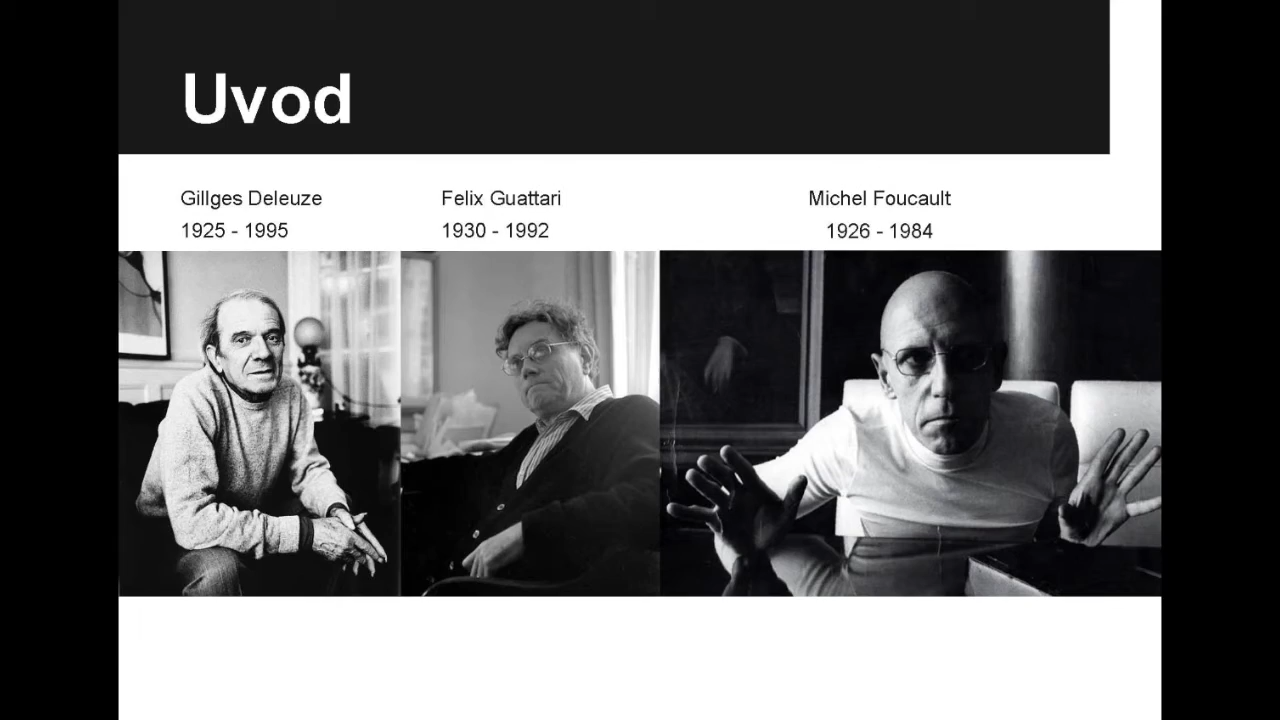 Uvod
Gillges Deleuze
1925 - 1995
Felix Guattari
1930 - 1992
Michel Foucault
1926 - 1984